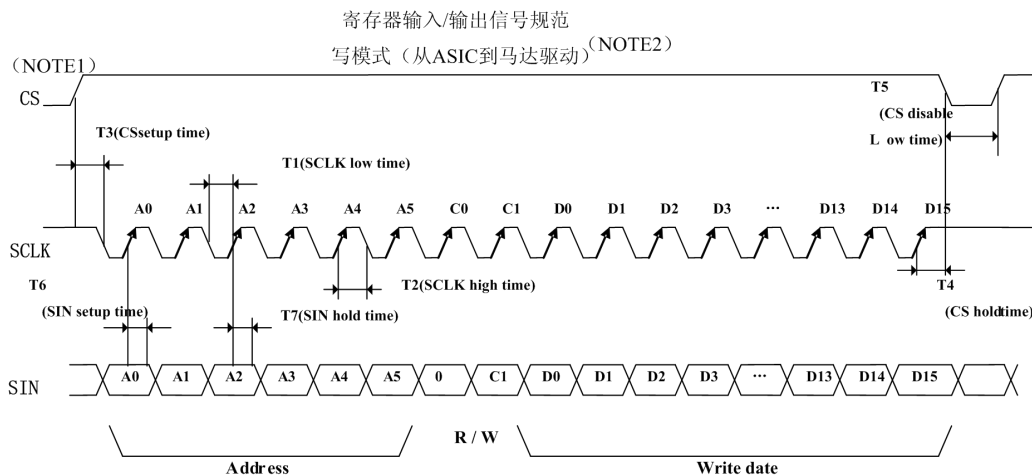 寄存器输入/输出信号规范
写模式（从ASIC到马达驱动）（NOTE2）
（NOTE1）
CS
T5
(CS disable
L ow time)
T3(CSsetup time)
T1(SCLK low time)
A0 A1 A2 A3 A4 A5 C0 C1 D0 D1 D2 D3 ··· D13 D14 D15
SCLK
T6
(SIN setup time)
T2(SCLK high time)
T7(SIN hold time)
T4
(CS holdtime)
SIN
A0 A1 A2 A3 A4 A5 0 C1 D0 D1 D2 D3 ··· D13 D14 D15
R / W
Address
Write date